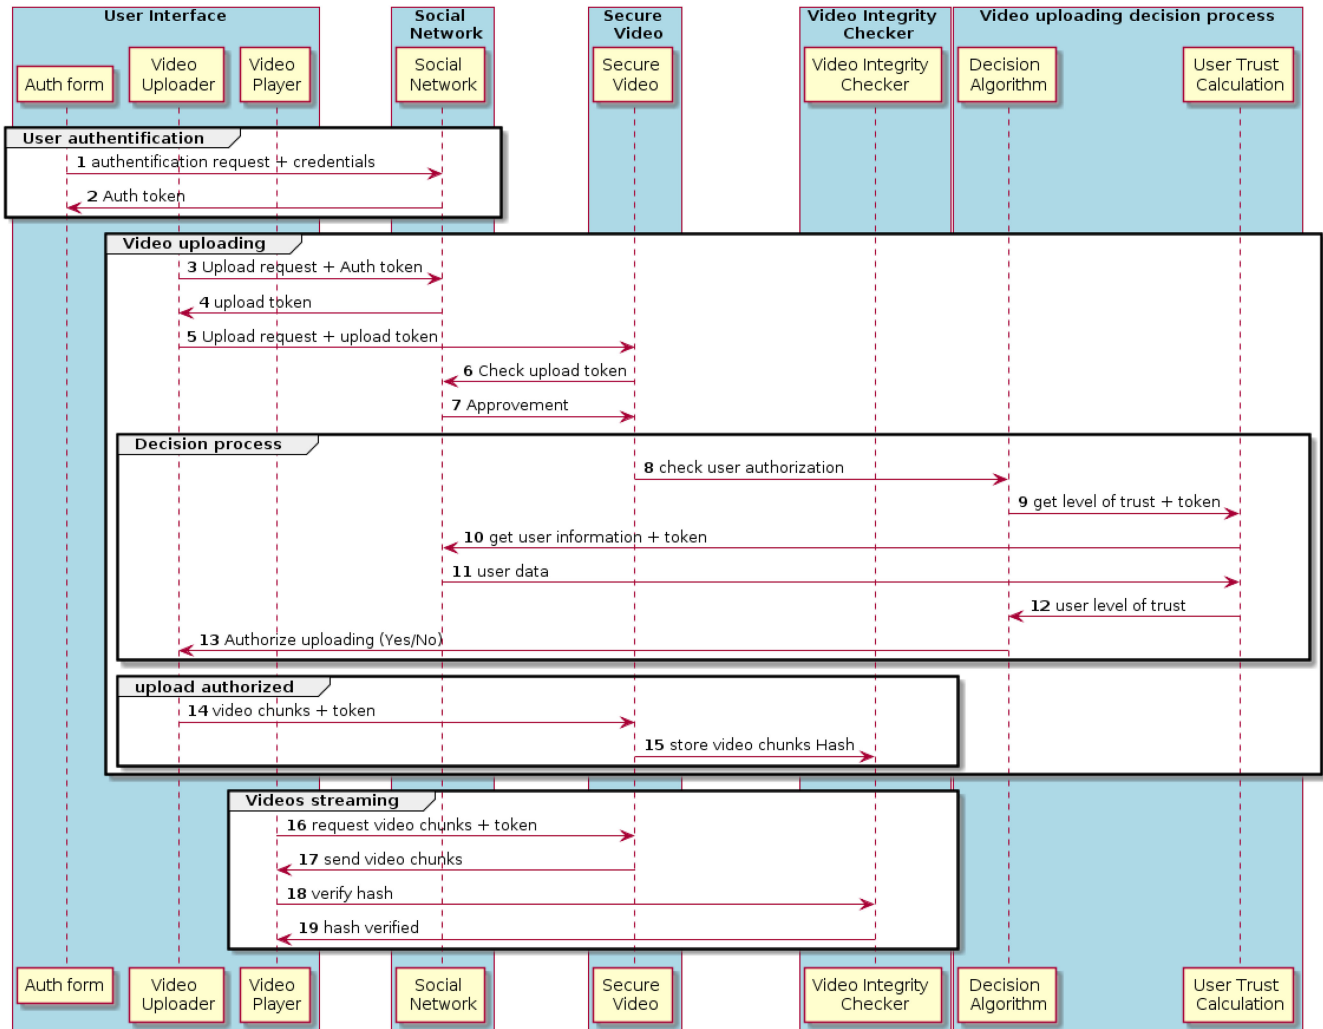 User Interface
Social
Network
Secure
Video
Video Integrity
Checker
Video uploading decision process
Auth form
Video
Uploader
Video
Player
Social
Network
Secure
Video
Video Integrity
Checker
Decision
Algorithm
User Trust
Calculation
User authentification
1 authentification request + credentials
2 Auth token
Video uploading
3 Upload request + Auth token
4 upload token
5 Upload request + upload token
6 Check upload token
7 Approvement
Decision process
8 check user authorization
9 get level of trust + token
10 get user information + token
11 user data
12 user level of trust
13 Authorize uploading (Yes/No)
upload authorized
14 video chunks + token
15 store video chunks Hash
Videos streaming
16 request video chunks + token
17 send video chunks
18 verify hash
19 hash verified
Auth form
Video
Uploader
Video
Player
Social
Network
Secure
Video
Video Integrity
Checker
Decision
Algorithm
User Trust
Calculation